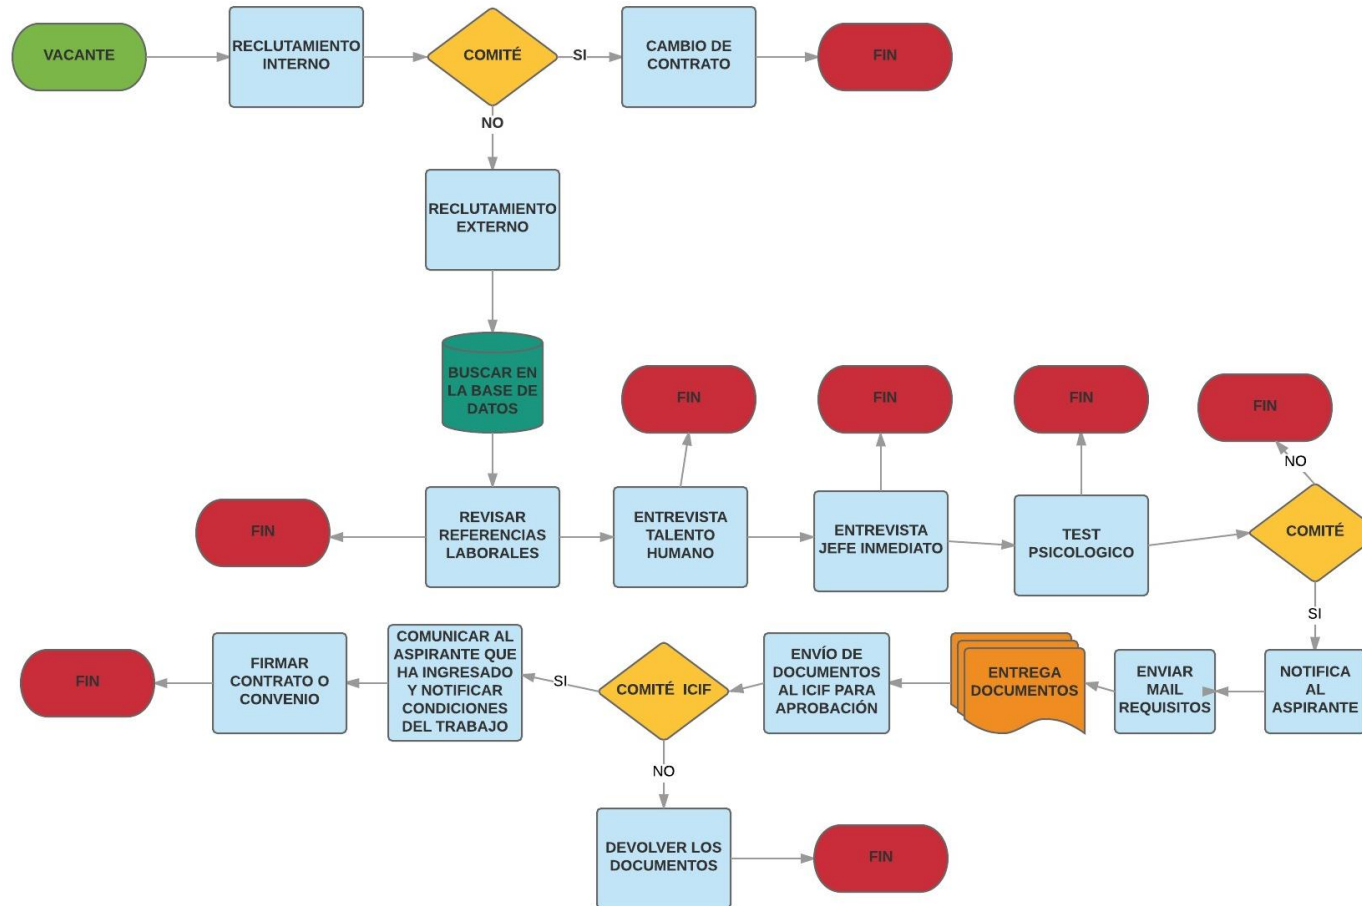 VACANTE
RECLUTAMIENTO
INTERNO
COMITÉ
SI
CAMBIO DE
CONTRATO
FIN
NO
RECLUTAMIENTO
EXTERNO
BUSCAR EN
LA BASE DE
DATOS
FIN
FIN
FIN
FIN
NO
FIN
REVISAR
REFERENCIAS
LABORALES
ENTREVISTA
TALENTO
HUMANO
ENTREVISTA
JEFE INMEDIATO
TEST
PSICOLOGICO
COMITÉ
SI
FIN
FIRMAR
CONTRATO O
CONVENIO
COMUNICAR AL
ASPIRANTE QUE
HA INGRESADO
Y NOTIFICAR
CONDICIONES
DEL TRABAJO
SI
COMITÉ ICIF
ENVÍO DE
DOCUMENTOS
AL ICIF PARA
APROBACIÓN
ENTREGA
DOCUMENTOS
ENVIAR
MAIL
REQUISITOS
NOTIFICA
AL
ASPIRANTE
NO
DEVOLVER LOS
DOCUMENTOS
FIN